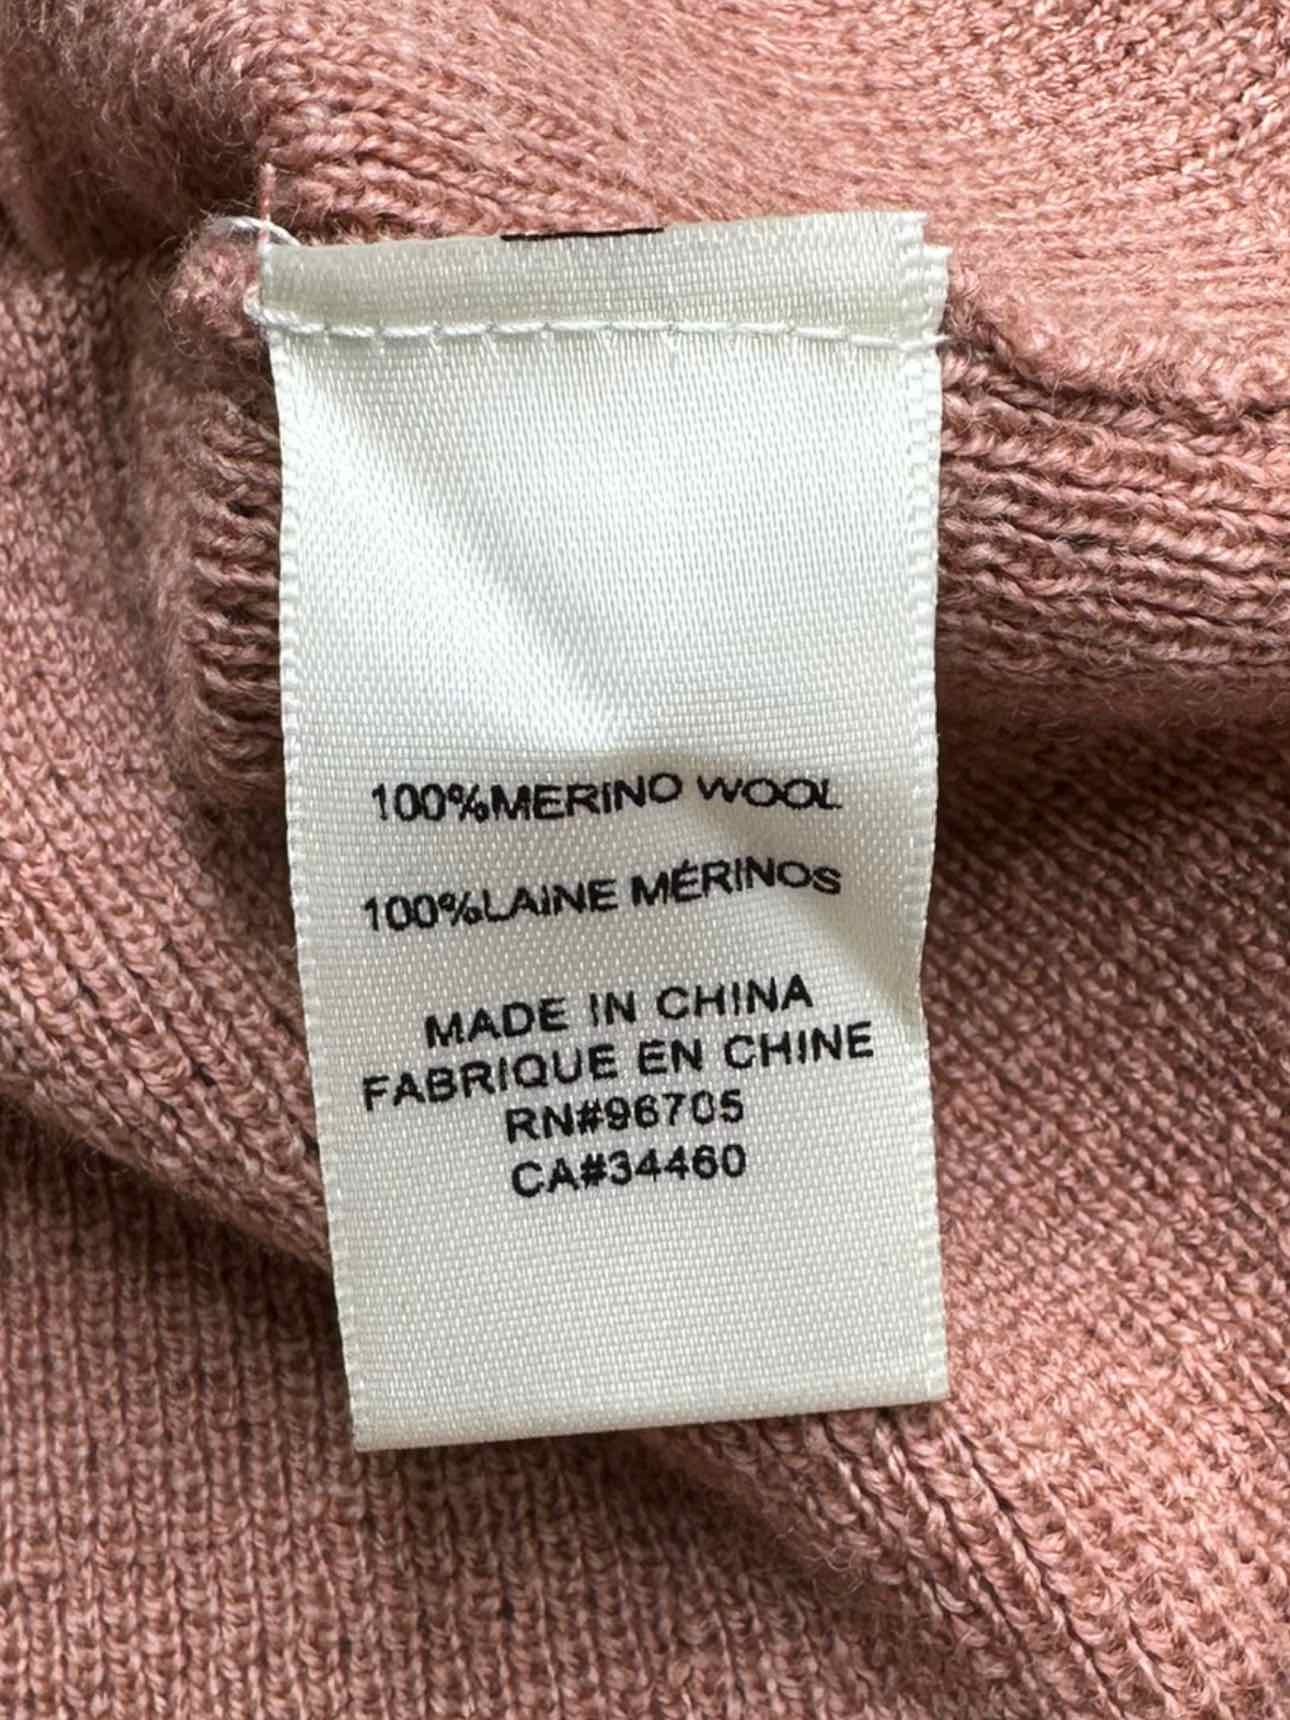 100%MERINO WOOL
100%LAINE MÉRINOS
MADE IN CHINA
FABRIQUE EN CHINE
RN#96705
CA#34460